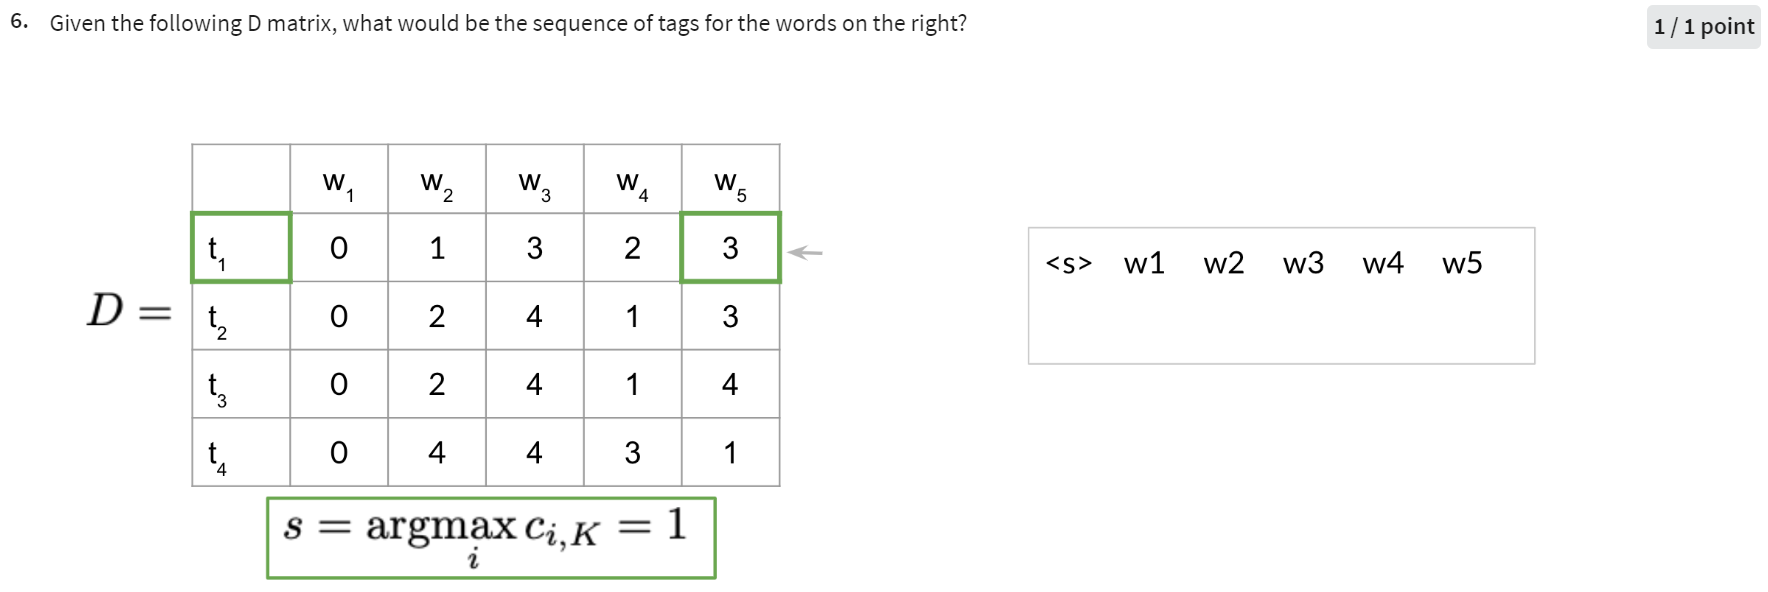 6. Given the following D matrix, what would be the sequence of tags for the words on the right?
1 / 1 point
w1 w2 w3 w4 w5
t1 0 1 3 2 3
D = t2 0 2 4 1 3
t3 0 2 4 1 4
t4 0 4 4 3 1
s = argmax c_{i,K} = 1
i
<s> w1 w2 w3 w4 w5